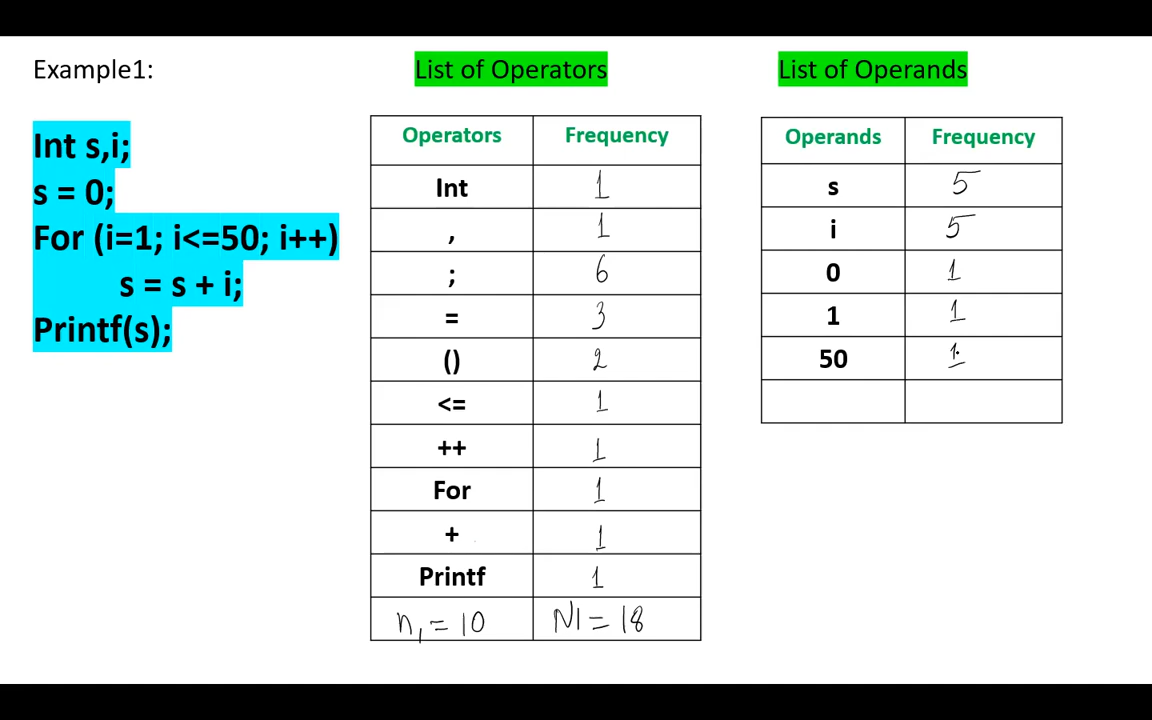 Example1:
List of Operators
List of Operands
Int s,i;
s = 0;
For (i=1; i<=50; i++)
s = s + i;
Printf(s);
Operators Frequency
Int 1
, 1
; 6
= 3
() 2
<= 1
++ 1
For 1
+ 1
Printf 1
n1 = 10 N1 = 18
Operands Frequency
s 5
i 5
0 1
1 1
50 1